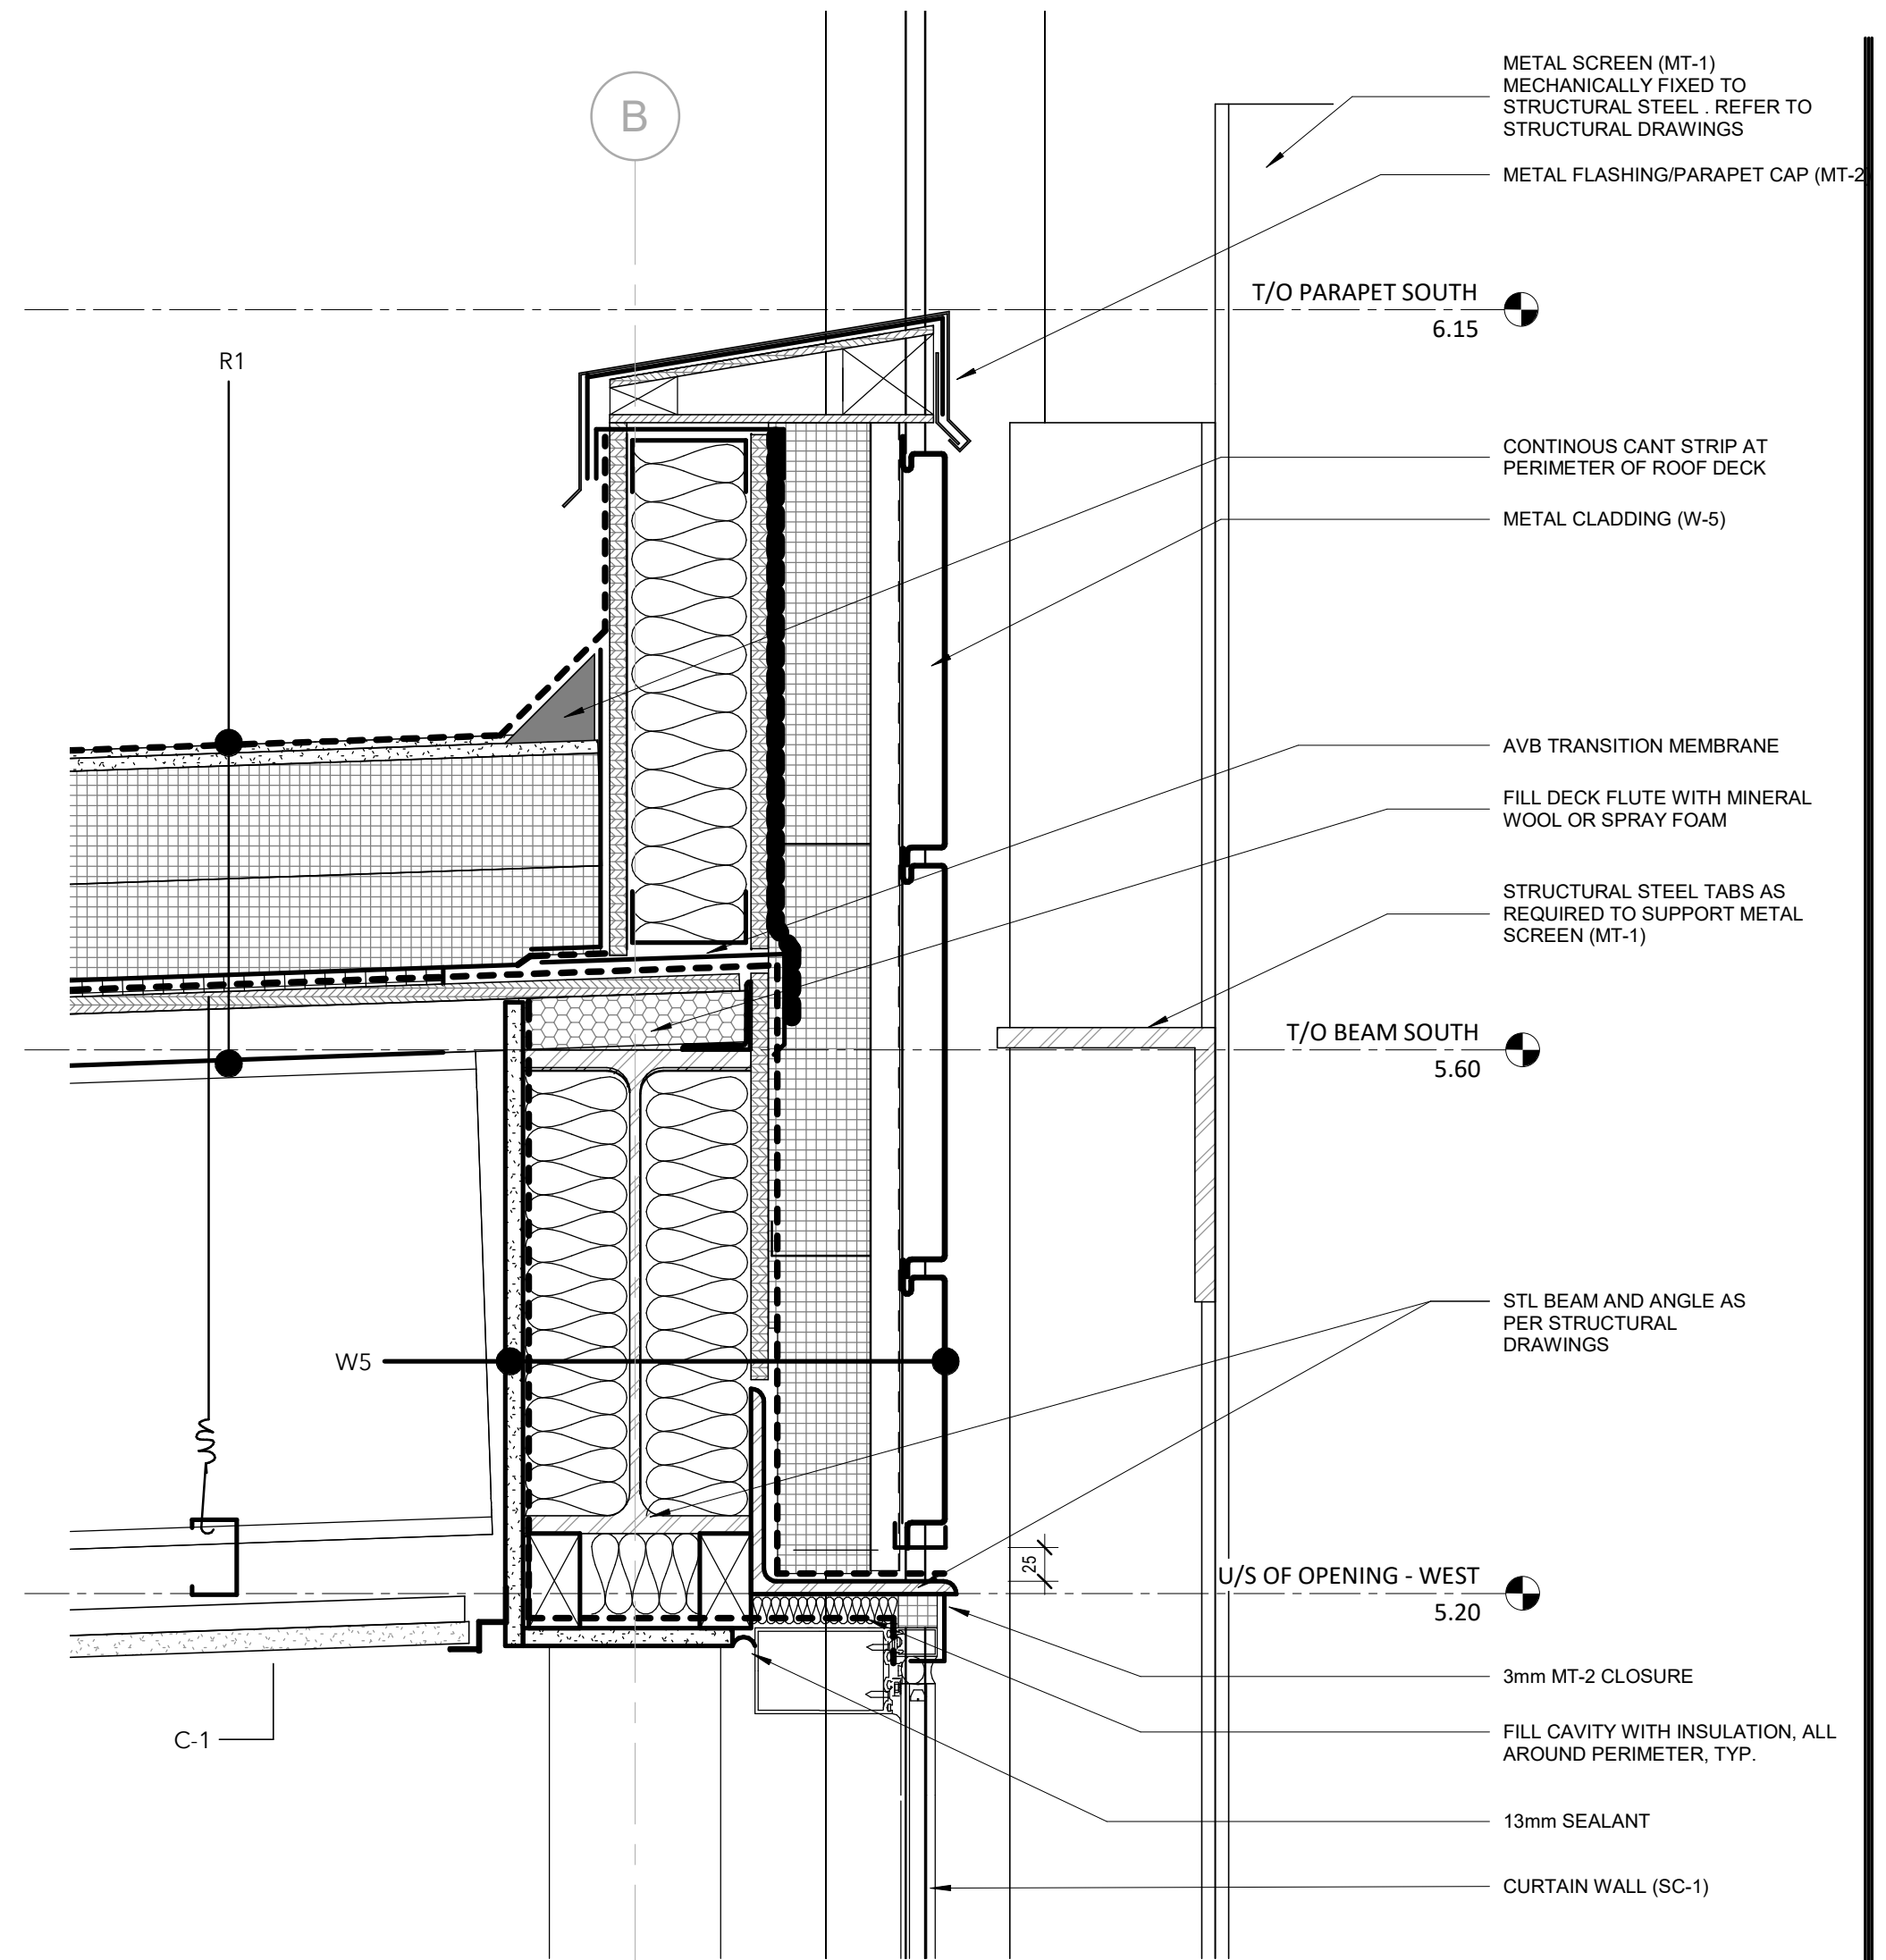 METAL SCREEN (MT-1)
MECHANICALLY FIXED TO
STRUCTURAL STEEL . REFER TO
STRUCTURAL DRAWINGS
B
METAL FLASHING/PARAPET CAP (MT-2)
T/O PARAPET SOUTH
6.15
R1
CONTINOUS CANT STRIP AT
PERIMETER OF ROOF DECK
METAL CLADDING (W-5)
AVB TRANSITION MEMBRANE
FILL DECK FLUTE WITH MINERAL
WOOL OR SPRAY FOAM
STRUCTURAL STEEL TABS AS
REQUIRED TO SUPPORT METAL
SCREEN (MT-1)
T/O BEAM SOUTH
5.60
STL BEAM AND ANGLE AS
PER STRUCTURAL
DRAWINGS
W5
25
U/S OF OPENING - WEST
5.20
3mm MT-2 CLOSURE
FILL CAVITY WITH INSULATION, ALL
AROUND PERIMETER, TYP.
C-1
13mm SEALANT
CURTAIN WALL (SC-1)